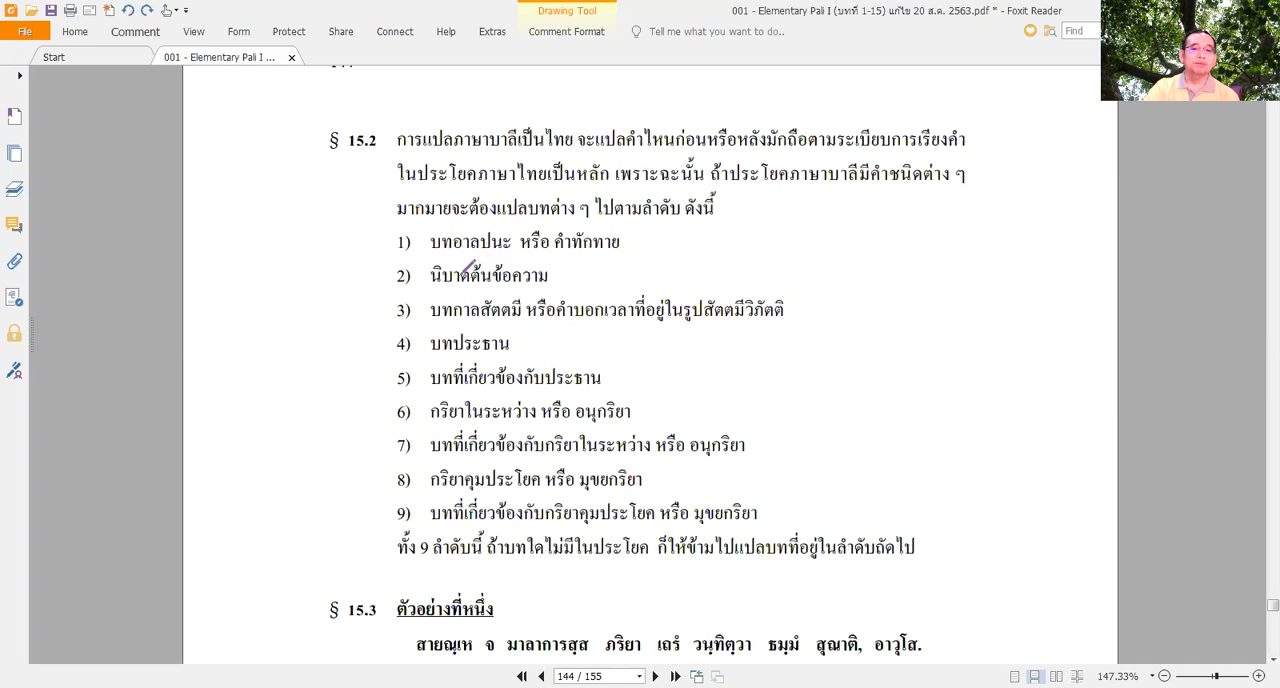 Drawing Tool
001 - Elementary Pali I (บทที่ 1-15) แก้ไข 20 ส.ค. 2563.pdf * - Foxit Reader
File Home Comment View Form Protect Share Connect Help Extras Comment Format Tell me what you want to do.. Find
Start 001 - Elementary Pali I ...
§ 15.2 การแปลภาษาบาลีเป็นไทย จะแปลคำไหนก่อนหรือหลังมักถือตามระเบียบการเรียงคำ
ในประโยคภาษาไทยเป็นหลัก เพราะฉะนั้น ถ้าประโยคภาษาบาลีมีคำชนิดต่าง ๆ
มากมายจะต้องแปลบทต่าง ๆ ไปตามลำดับ ดังนี้
1) บทอาลปนะ หรือ คำทักทาย
2) นิบาตต้นข้อความ
3) บทกาลสัตตมี หรือคำบอกเวลาที่อยู่ในรูปสัตตมีวิภัตติ
4) บทประธาน
5) บทที่เกี่ยวข้องกับประธาน
6) กริยาในระหว่าง หรือ อนุกริยา
7) บทที่เกี่ยวข้องกับกริยาในระหว่าง หรือ อนุกริยา
8) กริยาคุมประโยค หรือ มุขยกริยา
9) บทที่เกี่ยวข้องกับกริยาคุมประโยค หรือ มุขยกริยา
ทั้ง 9 ลำดับนี้ ถ้าบทใดไม่มีในประโยค ก็ให้ข้ามไปแปลบทที่อยู่ในลำดับถัดไป
§ 15.3 ตัวอย่างที่หนึ่ง
สายณฺเห จ มาลาการสฺส ภริยา เถรํ วนฺทิตฺวา ธมฺมํ สุณาติ, อาวุโส.
144 / 155 147.33%